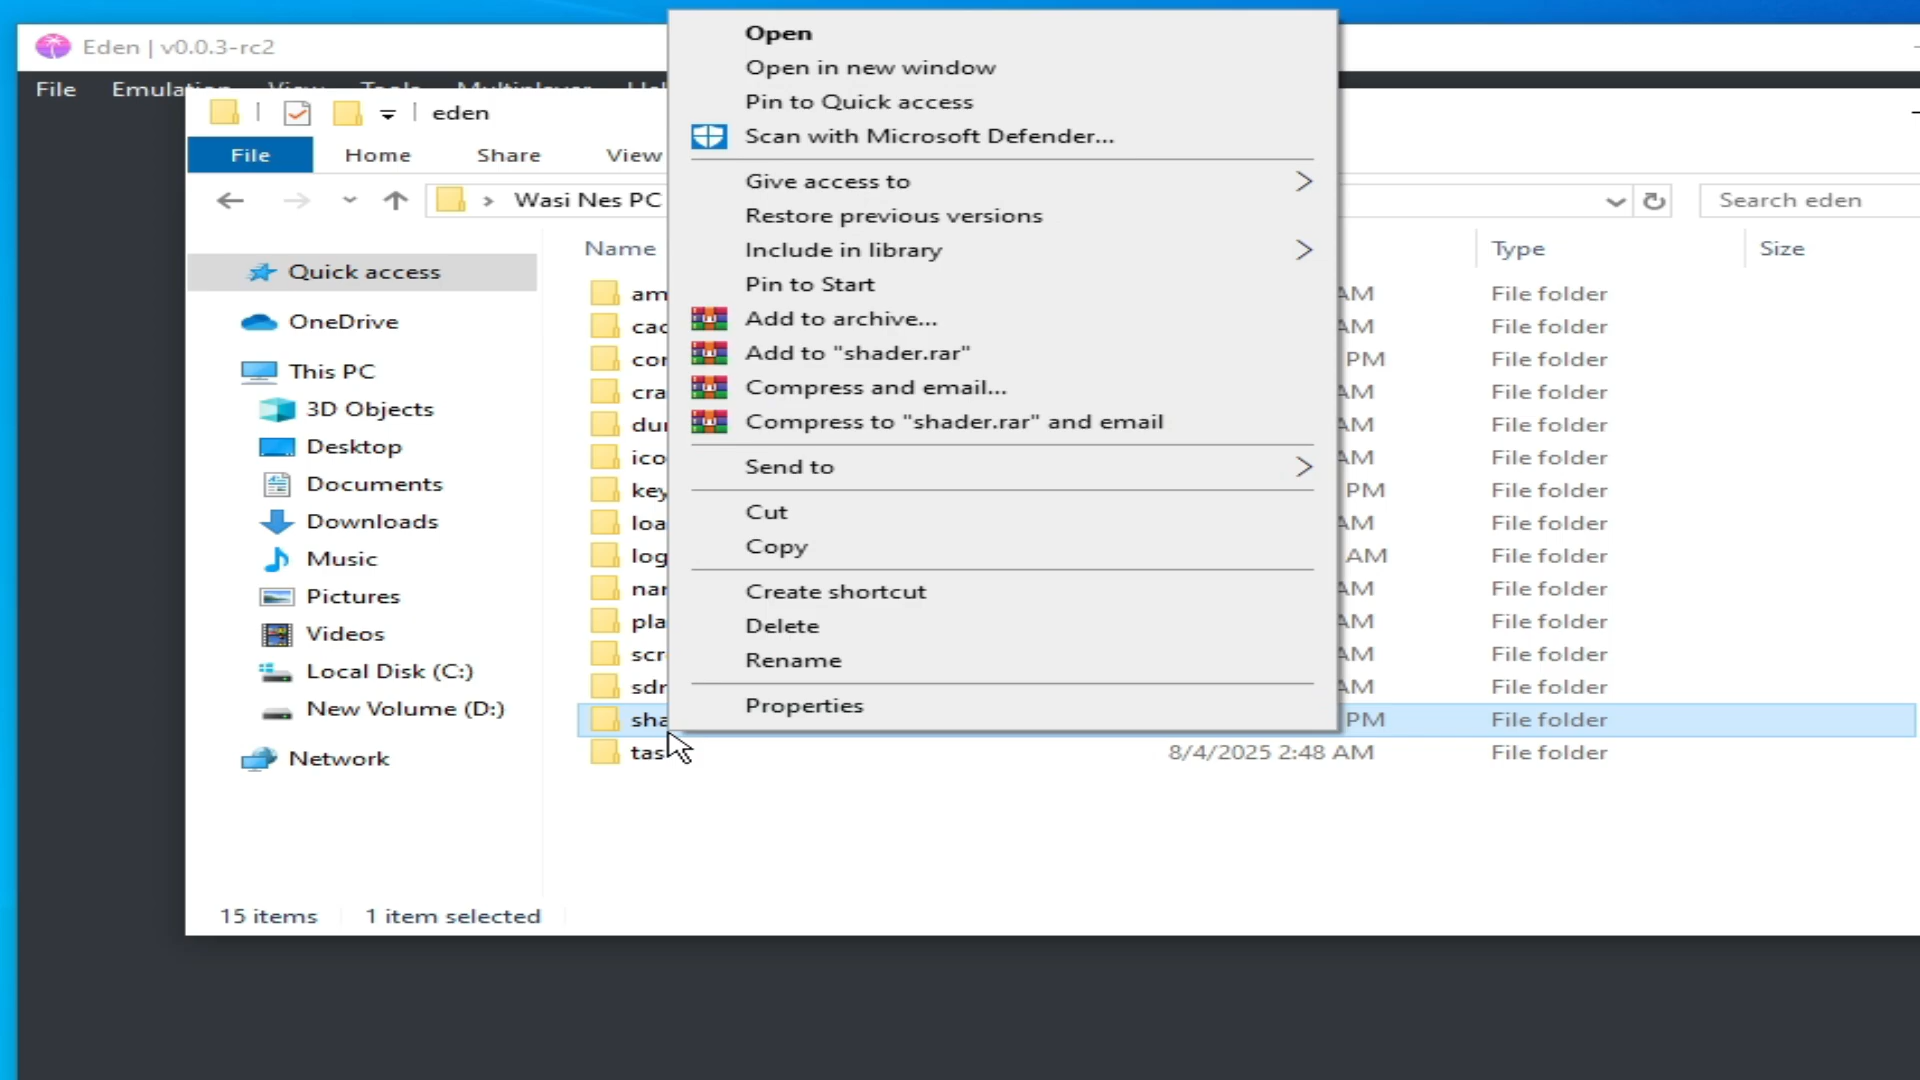 Eden | v0.0.3-rc2
File Emulation View Tools Multiplayer
eden
File Home Share View
Wasi Nes PC
Search eden
Name Type Size
Quick access
OneDrive
This PC
3D Objects
Desktop
Documents
Downloads
Music
Pictures
Videos
Local Disk (C:)
New Volume (D:)
Network
am AM File folder
cac AM File folder
cor PM File folder
cra AM File folder
dur AM File folder
ico AM File folder
key PM File folder
loa AM File folder
log AM File folder
nar AM File folder
pla AM File folder
scr AM File folder
sdr AM File folder
sha PM File folder
tas 8/4/2025 2:48 AM File folder
Open
Open in new window
Pin to Quick access
Scan with Microsoft Defender...
Give access to
Restore previous versions
Include in library
Pin to Start
Add to archive...
Add to "shader.rar"
Compress and email...
Compress to "shader.rar" and email
Send to
Cut
Copy
Create shortcut
Delete
Rename
Properties
15 items 1 item selected